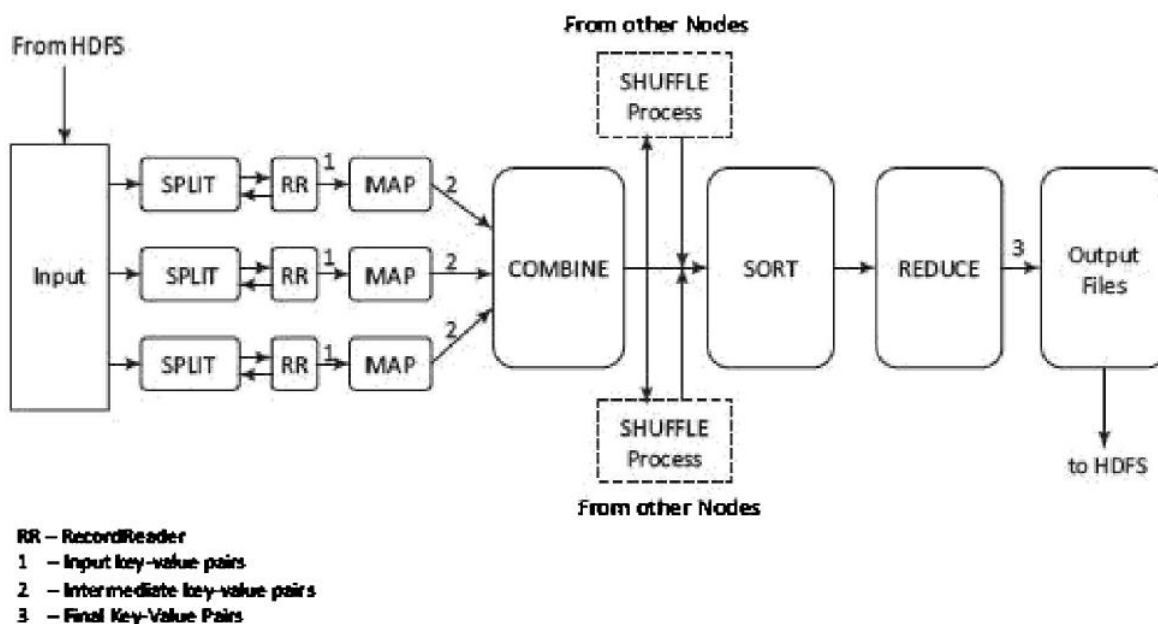 From other Nodes
From HDFS
SHUFFLE
Process
Input
SPLIT
RR
1
MAP
2
SPLIT
RR
1
MAP
2
SPLIT
RR
1
MAP
2
COMBINE
SORT
REDUCE
3
Output
Files
SHUFFLE
Process
to HDFS
From other Nodes
RR – RecordReader
1 – Input key-value pairs
2 – Intermediate key-value pairs
3 – Final Key-Value Pairs